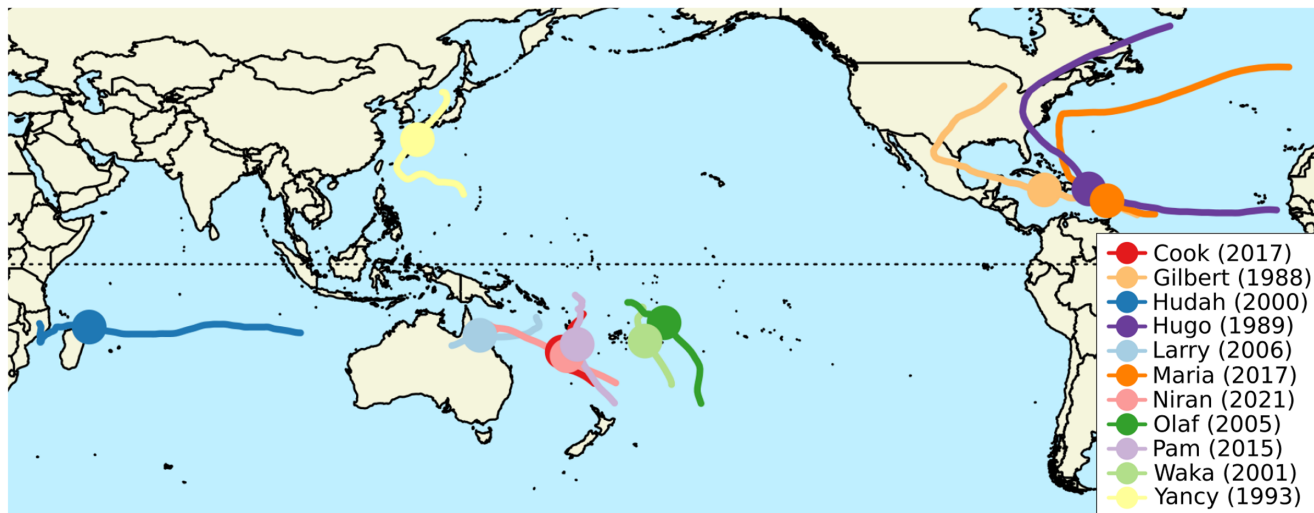 Cook (2017)
Gilbert (1988)
Hudah (2000)
Hugo (1989)
Larry (2006)
Maria (2017)
Niran (2021)
Olaf (2005)
Pam (2015)
Waka (2001)
Yancy (1993)